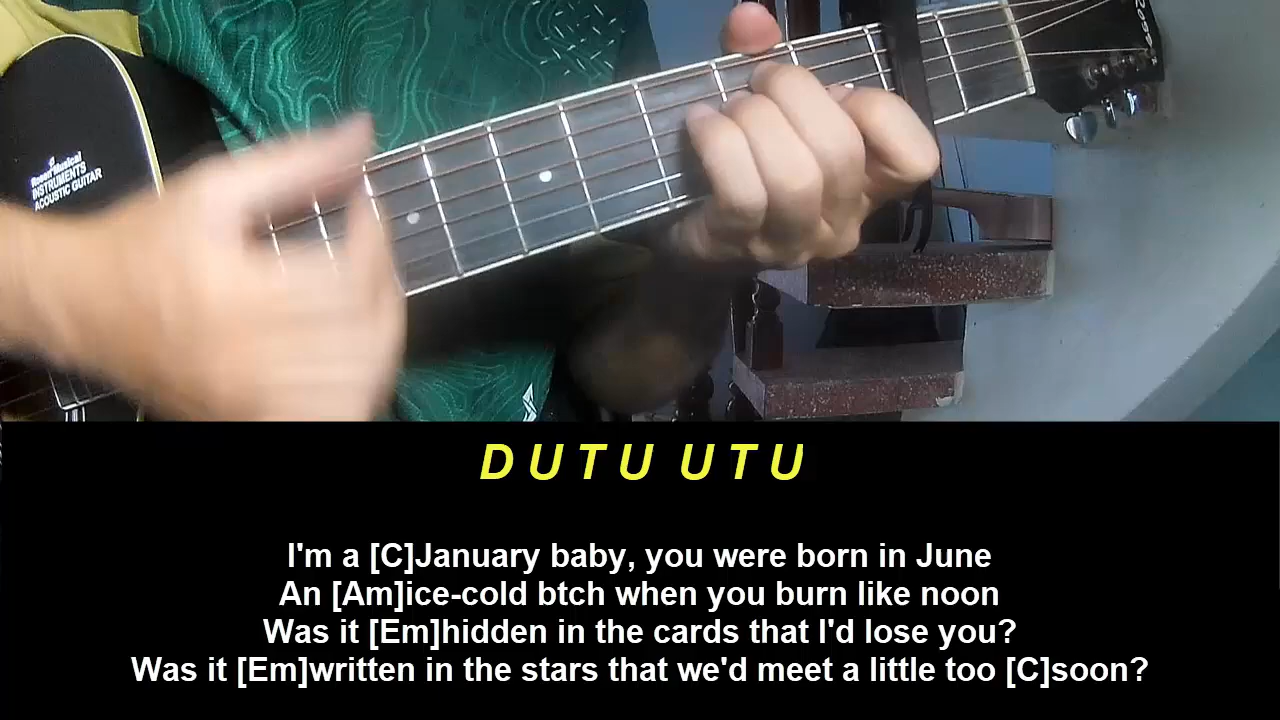 INSTRUMENTS
ACOUSTIC GUITAR
D U T U U T U
I'm a [C]January baby, you were born in June
An [Am]ice-cold btch when you burn like noon
Was it [Em]hidden in the cards that I'd lose you?
Was it [Em]written in the stars that we'd meet a little too [C]soon?